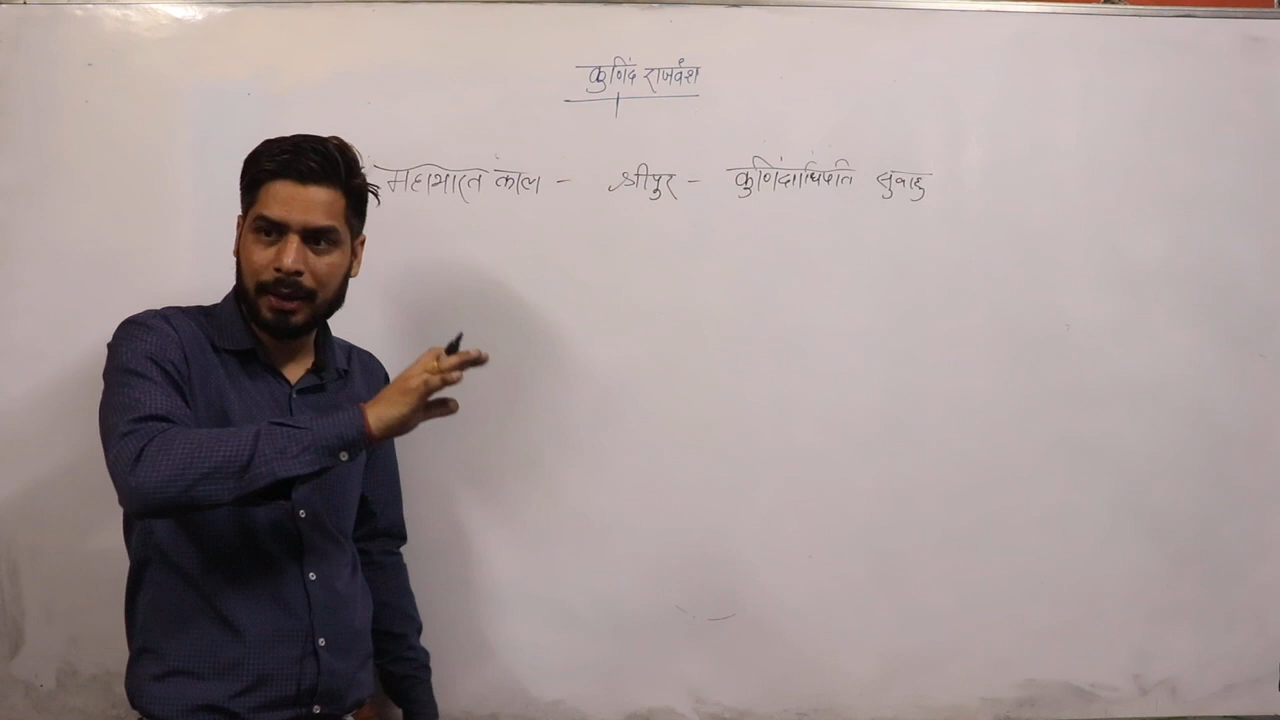 कुणिंद राजवंश
महाभारत काल - श्रीपुर - कुणिंदाधिपति सुबाहु